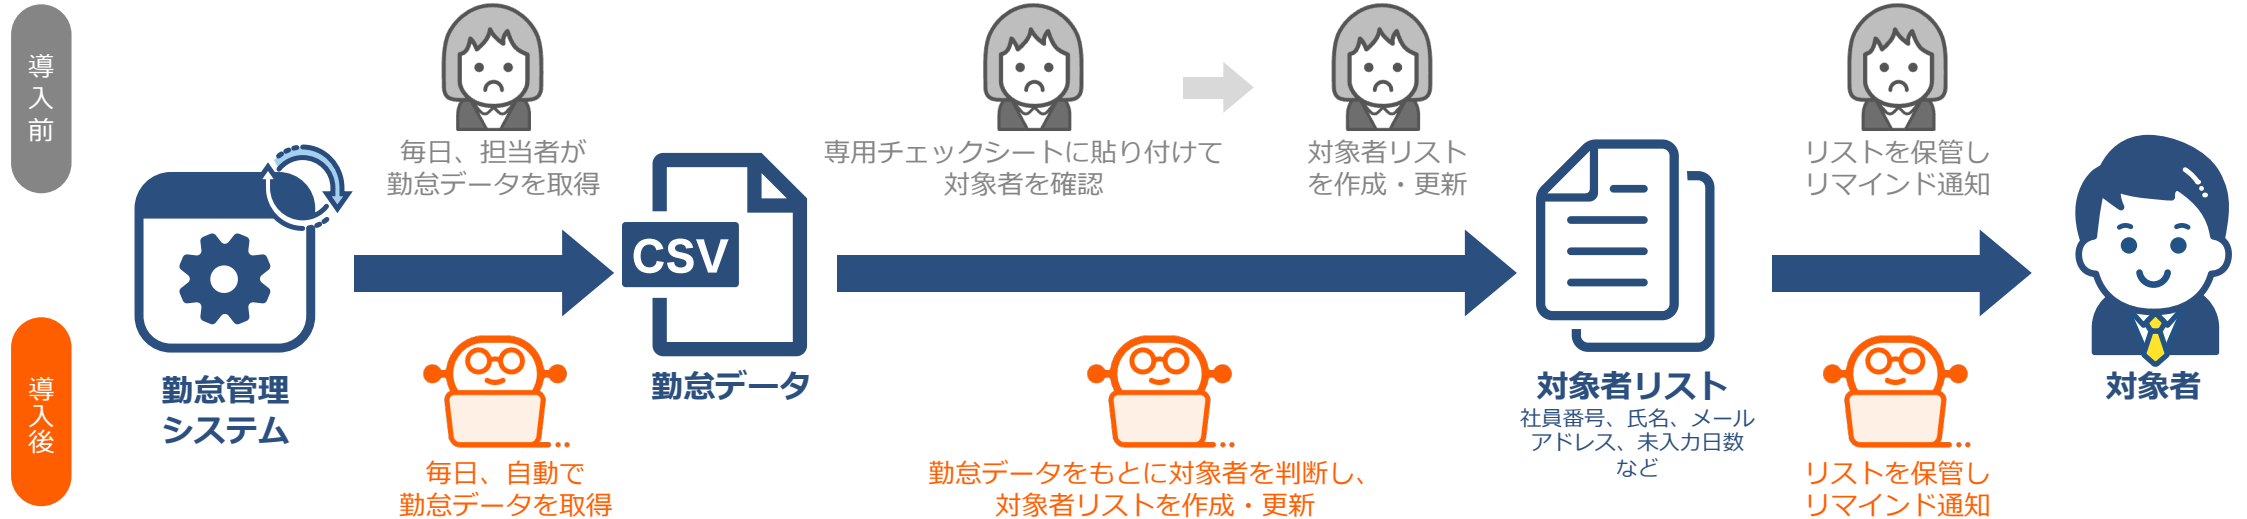 導入前
毎日、担当者が
勤怠データを取得
専用チェックシートに貼り付けて
対象者を確認
対象者リスト
を作成・更新
リストを保管し
リマインド通知
CSV
勤怠管理
システム
勤怠データ
対象者リスト
社員番号、氏名、メール
アドレス、未入力日数
など
対象者
導入後
毎日、自動で
勤怠データを取得
勤怠データをもとに対象者を判断し、
対象者リストを作成・更新
リストを保管し
リマインド通知